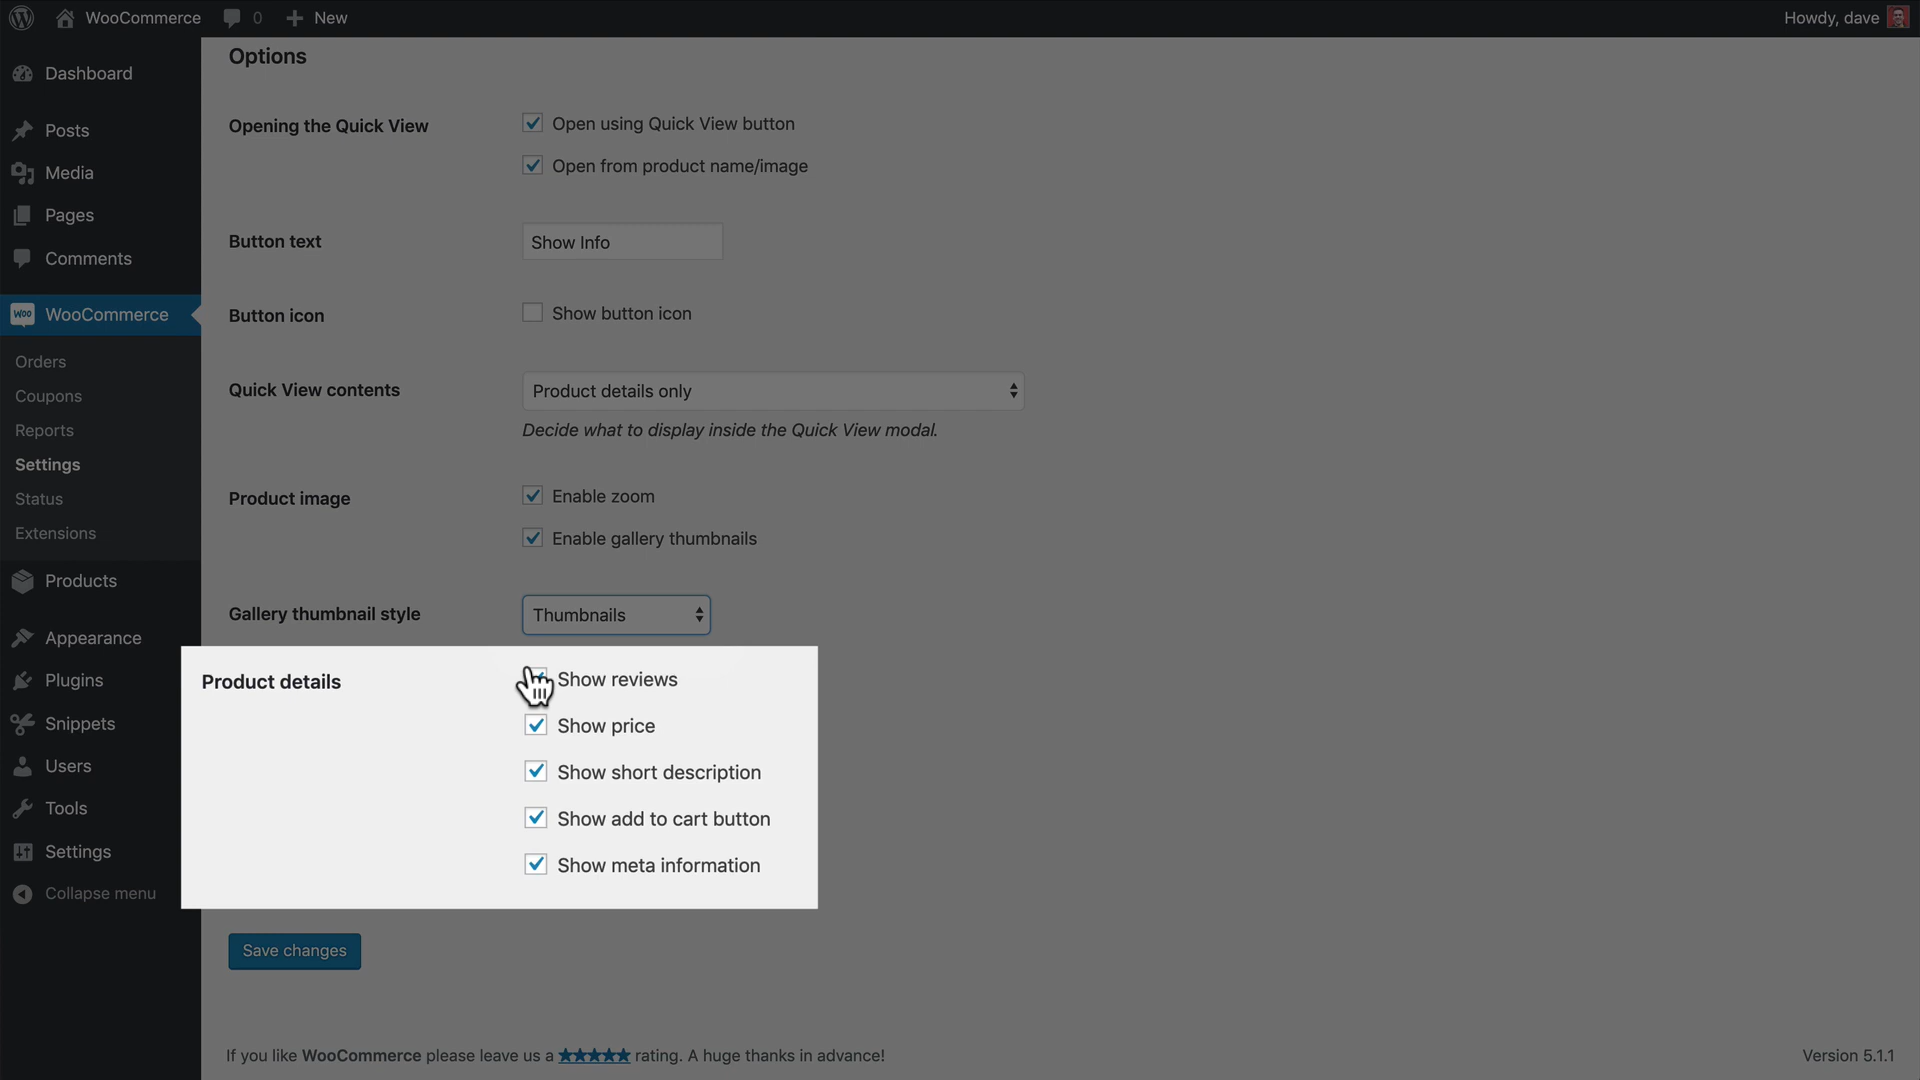 WooCommerce 0 New Howdy, dave
Dashboard
Posts
Media
Pages
Comments
WooCommerce
Orders
Coupons
Reports
Settings
Status
Extensions
Products
Appearance
Plugins
Snippets
Users
Tools
Settings
Collapse menu
Options
Opening the Quick View
Open using Quick View button
Open from product name/image
Button text
Show Info
Button icon
Show button icon
Quick View contents
Product details only
Decide what to display inside the Quick View modal.
Product image
Enable zoom
Enable gallery thumbnails
Gallery thumbnail style
Thumbnails
Product details
Show reviews
Show price
Show short description
Show add to cart button
Show meta information
Save changes
If you like WooCommerce please leave us a ★★★★★ rating. A huge thanks in advance!
Version 5.1.1